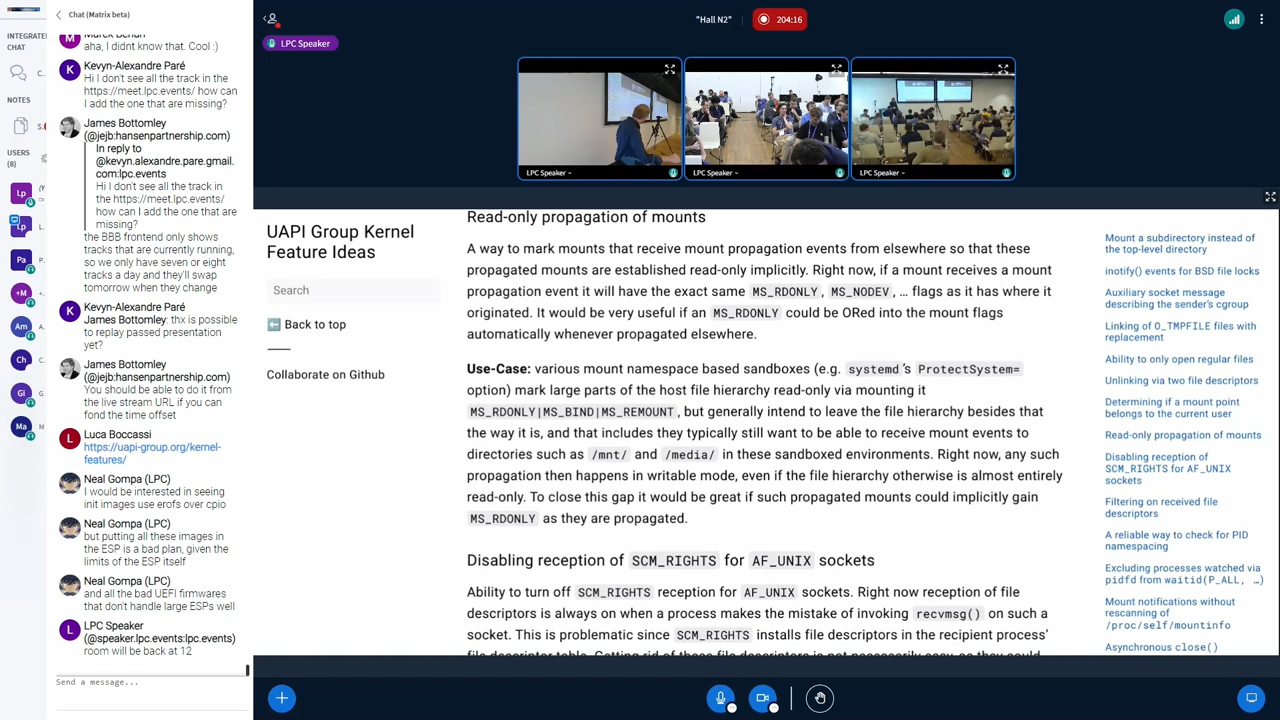 INTEGRATE
CHAT
C.
NOTES
S.
USERS
(8)
Lp
Lp
L.
Pa
P.
+M
+.
Am
A.
Ch
C.
Gl
G.
Ma
M
Chat (Matrix beta)
M
aha, I didnt know that. Cool :)
K
Kevyn-Alexandre Paré
Hi I don't see all the track in the
https://meet.lpc.events/ how can
I add the one that are missing?
James Bottomley
(@jejb:hansenpartnership.com)
In reply to
@kevyn.alexandre.pare.gmail.
com:lpc.events
Hi I don't see all the track in
the https://meet.lpc.events/
how can I add the one that are
missing?
the BBB frontend only shows
tracks that are currently running,
so we only have seven or eight
tracks a day and they'll swap
tomorrow when they change
K
Kevyn-Alexandre Paré
James Bottomley: thx is possible
to replay passed presentation
yet?
James Bottomley
(@jejb:hansenpartnership.com)
You should be able to do it from
the live stream URL if you can
fond the time offset
L
Luca Boccassi
https://uapi-group.org/kernel-
features/
Neal Gompa (LPC)
I would be interested in seeing
init images use erofs over cpio
Neal Gompa (LPC)
but putting all these images in
the ESP is a bad plan, given the
limits of the ESP itself
Neal Gompa (LPC)
and all the bad UEFI firmwares
that don't handle large ESPs well
L
LPC Speaker
(@speaker.lpc.events:lpc.events)
room will be back at 12
Send a message...
"Hall N2"
204:16
LPC Speaker
LPC Speaker
LPC Speaker
LPC Speaker
UAPI Group Kernel
Feature Ideas
Search
Back to top
Collaborate on Github
Read-only propagation of mounts
A way to mark mounts that receive mount propagation events from elsewhere so that these
propagated mounts are established read-only implicitly. Right now, if a mount receives a mount
propagation event it will have the exact same MS_RDONLY, MS_NODEV, … flags as it has where it
originated. It would be very useful if an MS_RDONLY could be ORed into the mount flags
automatically whenever propagated elsewhere.
Use-Case: various mount namespace based sandboxes (e.g. systemd's ProtectSystem=
option) mark large parts of the host file hierarchy read-only via mounting it
MS_RDONLY|MS_BIND|MS_REMOUNT, but generally intend to leave the file hierarchy besides that
the way it is, and that includes they typically still want to be able to receive mount events to
directories such as /mnt/ and /media/ in these sandboxed environments. Right now, any such
propagation then happens in writable mode, even if the file hierarchy otherwise is almost entirely
read-only. To close this gap it would be great if such propagated mounts could implicitly gain
MS_RDONLY as they are propagated.
Disabling reception of SCM_RIGHTS for AF_UNIX sockets
Ability to turn off SCM_RIGHTS reception for AF_UNIX sockets. Right now reception of file
descriptors is always on when a process makes the mistake of invoking recvmsg() on such a
socket. This is problematic since SCM_RIGHTS installs file descriptors in the recipient process'
file descriptor table. Getting rid of these file descriptors is not necessarily easy, as they could
Mount a subdirectory instead of
the top-level directory
inotify() events for BSD file locks
Auxiliary socket message
describing the sender's cgroup
Linking of O_TMPFILE files with
replacement
Ability to only open regular files
Unlinking via two file descriptors
Determining if a mount point
belongs to the current user
Read-only propagation of mounts
Disabling reception of
SCM_RIGHTS for AF_UNIX
sockets
Filtering on received file
descriptors
A reliable way to check for PID
namespacing
Excluding processes watched via
pidfd from waitid(P_ALL, …)
Mount notifications without
rescanning of
/proc/self/mountinfo
Asynchronous close()